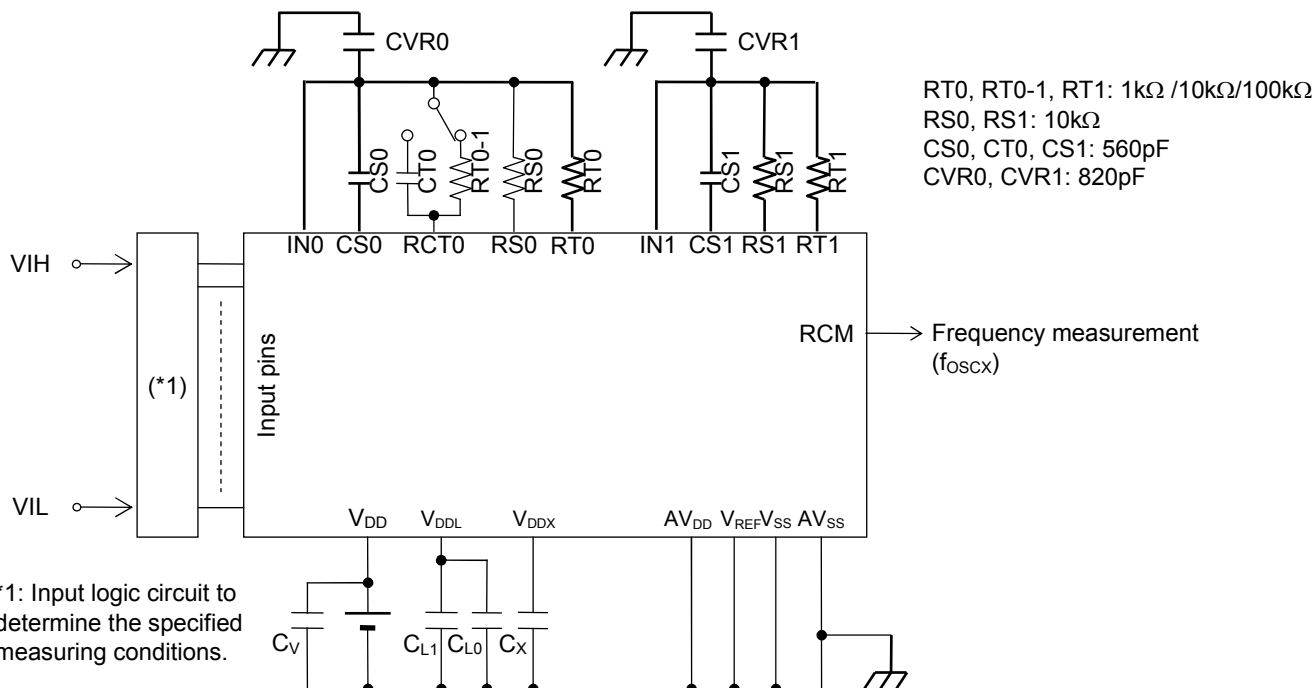 CVR0
CVR1
RT0, RT0-1, RT1: 1kΩ /10kΩ/100kΩ
RS0, RS1: 10kΩ
CS0, CT0, CS1: 560pF
CVR0, CVR1: 820pF
CS0
CT0
RT0-1
RS0
RT0
CS1
RS1
RT1
IN0 CS0 RCT0 RS0 RT0
IN1 CS1 RS1 RT1
VIH
(*1)
Input pins
RCM
Frequency measurement
(fOSCX)
VIL
VDD VDDL VDDX AVDD VREF VSS AVSS
*1: Input logic circuit to
determine the specified
measuring conditions.
CV
CL1 CL0 CX